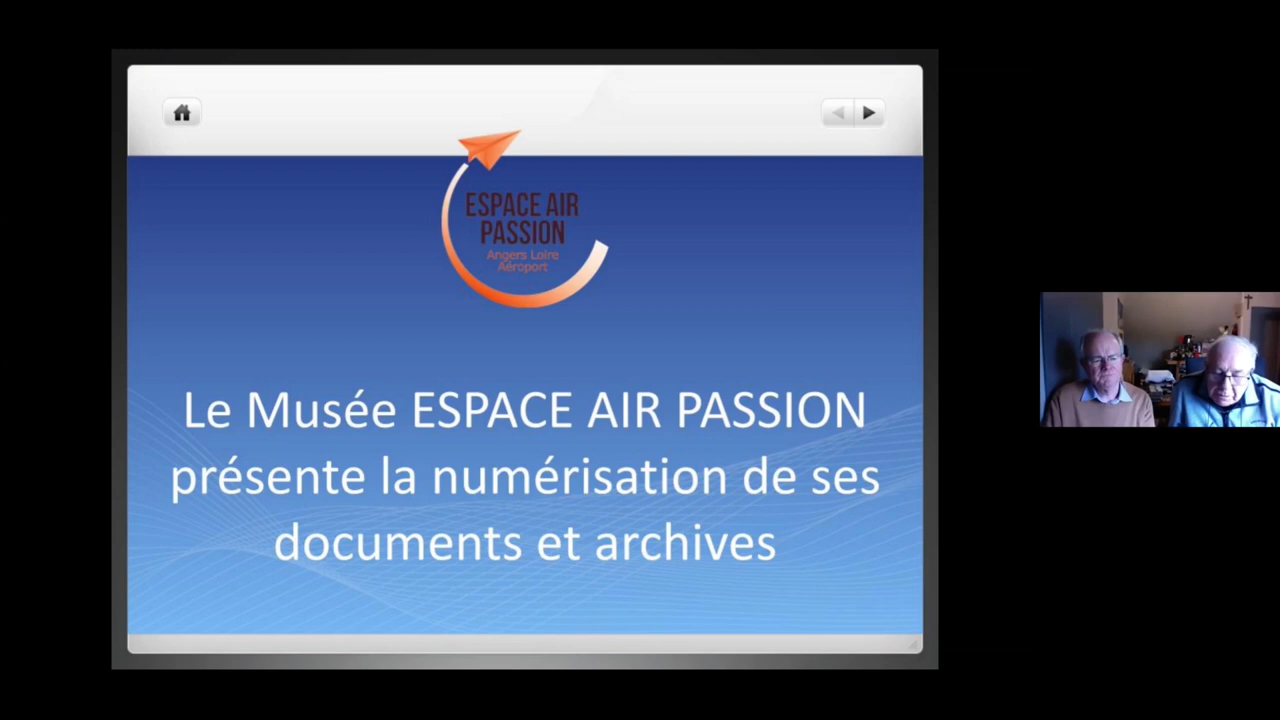 ESPACE AIR
PASSION
Angers Loire
Aéroport
Le Musée ESPACE AIR PASSION
présente la numérisation de ses
documents et archives